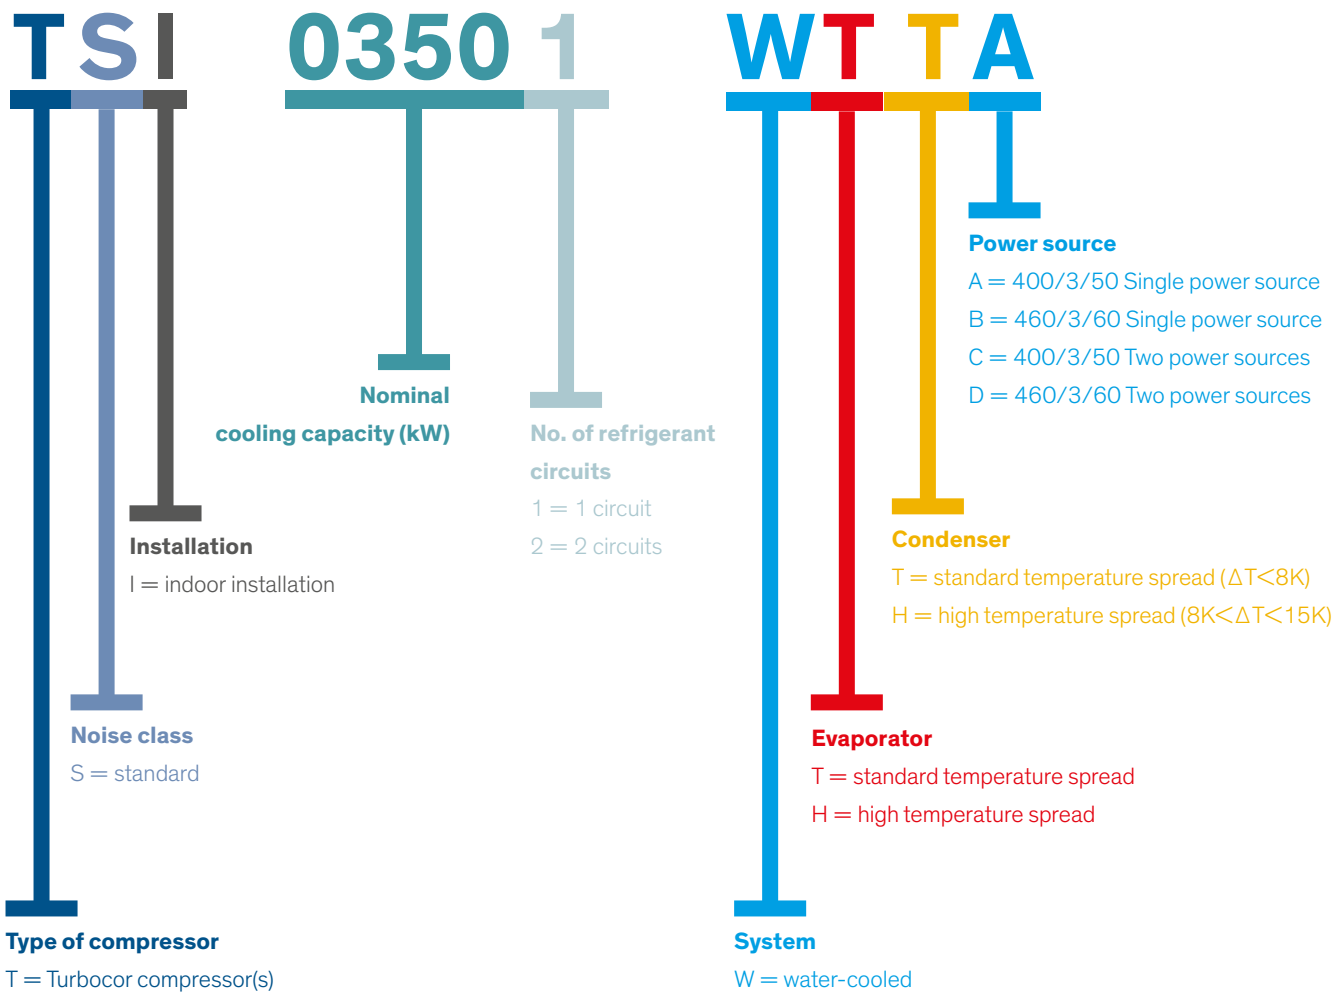 TSI 0350 1 WTTA
Power source
A = 400/3/50 Single power source
B = 460/3/60 Single power source
C = 400/3/50 Two power sources
D = 460/3/60 Two power sources
Nominal
cooling capacity (kW)
No. of refrigerant
circuits
1 = 1 circuit
2 = 2 circuits
Installation
I = indoor installation
Condenser
T = standard temperature spread (ΔT<8K)
H = high temperature spread (8K<ΔT<15K)
Noise class
S = standard
Evaporator
T = standard temperature spread
H = high temperature spread
Type of compressor
T = Turbocor compressor(s)
System
W = water-cooled